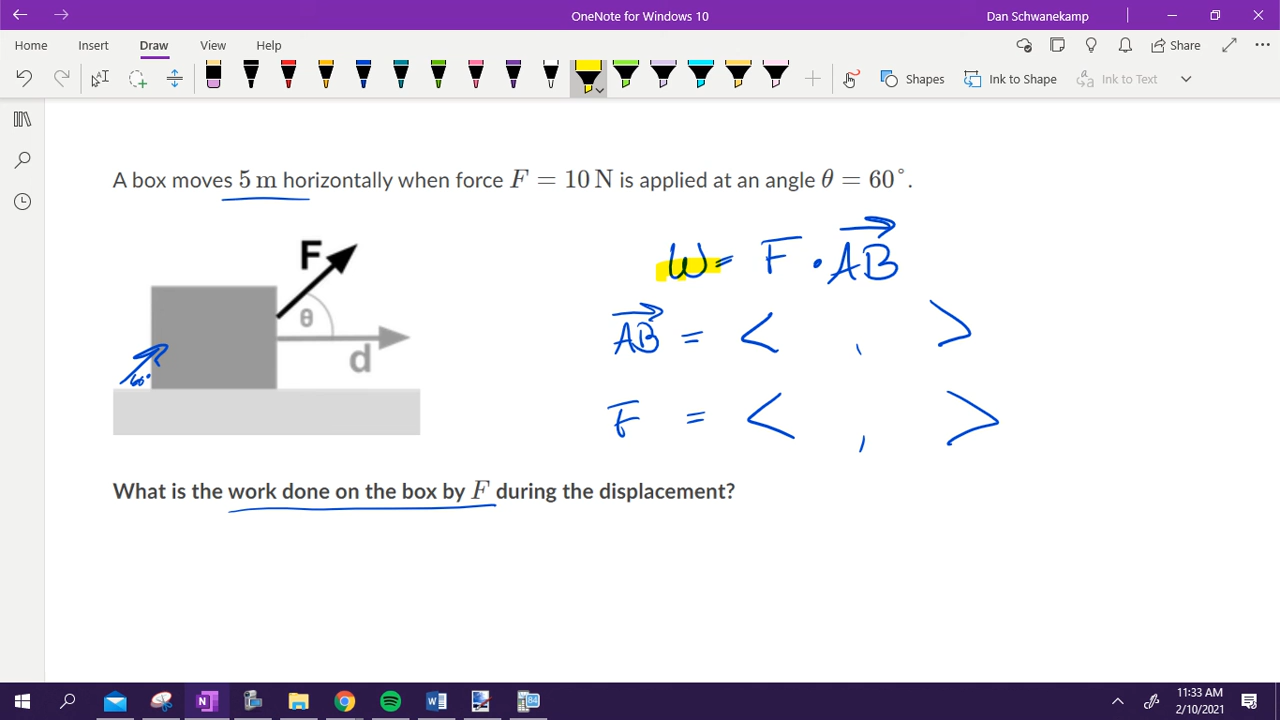 OneNote for Windows 10
Dan Schwanekamp
Home Insert Draw View Help
Share
Shapes
Ink to Shape
Ink to Text
A box moves 5 m horizontally when force F = 10 N is applied at an angle θ = 60°.
F
θ
d
60°
W = F · AB
AB = < , >
F = < , >
What is the work done on the box by F during the displacement?
11:33 AM
2/10/2021